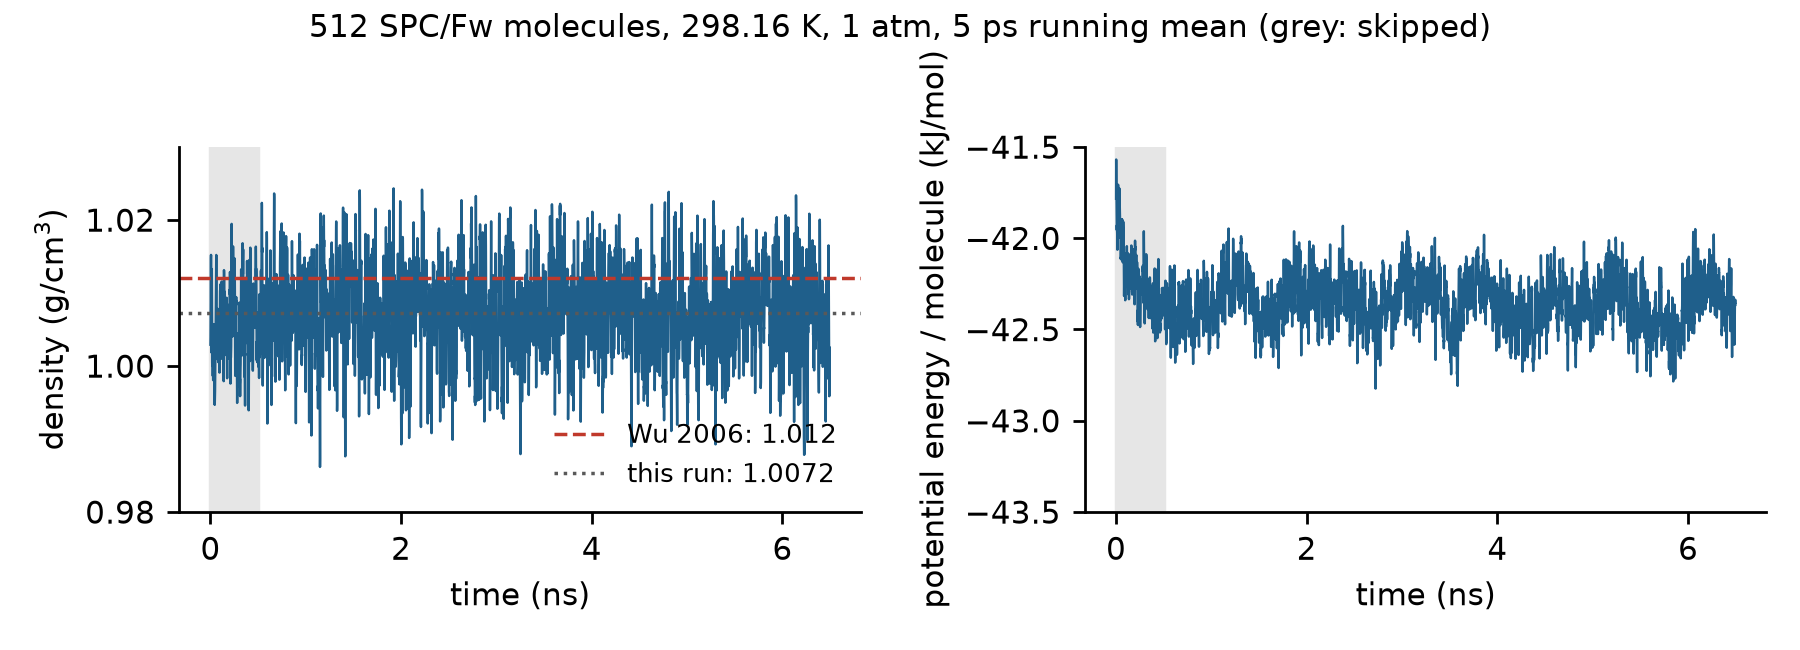 512 SPC/Fw molecules, 298.16 K, 1 atm, 5 ps running mean (grey: skipped)
density (g/cm³)
1.02
1.00
0.98
Wu 2006: 1.012
this run: 1.0072
0 2 4 6
time (ns)
potential energy / molecule (kJ/mol)
−41.5
−42.0
−42.5
−43.0
−43.5
0 2 4 6
time (ns)